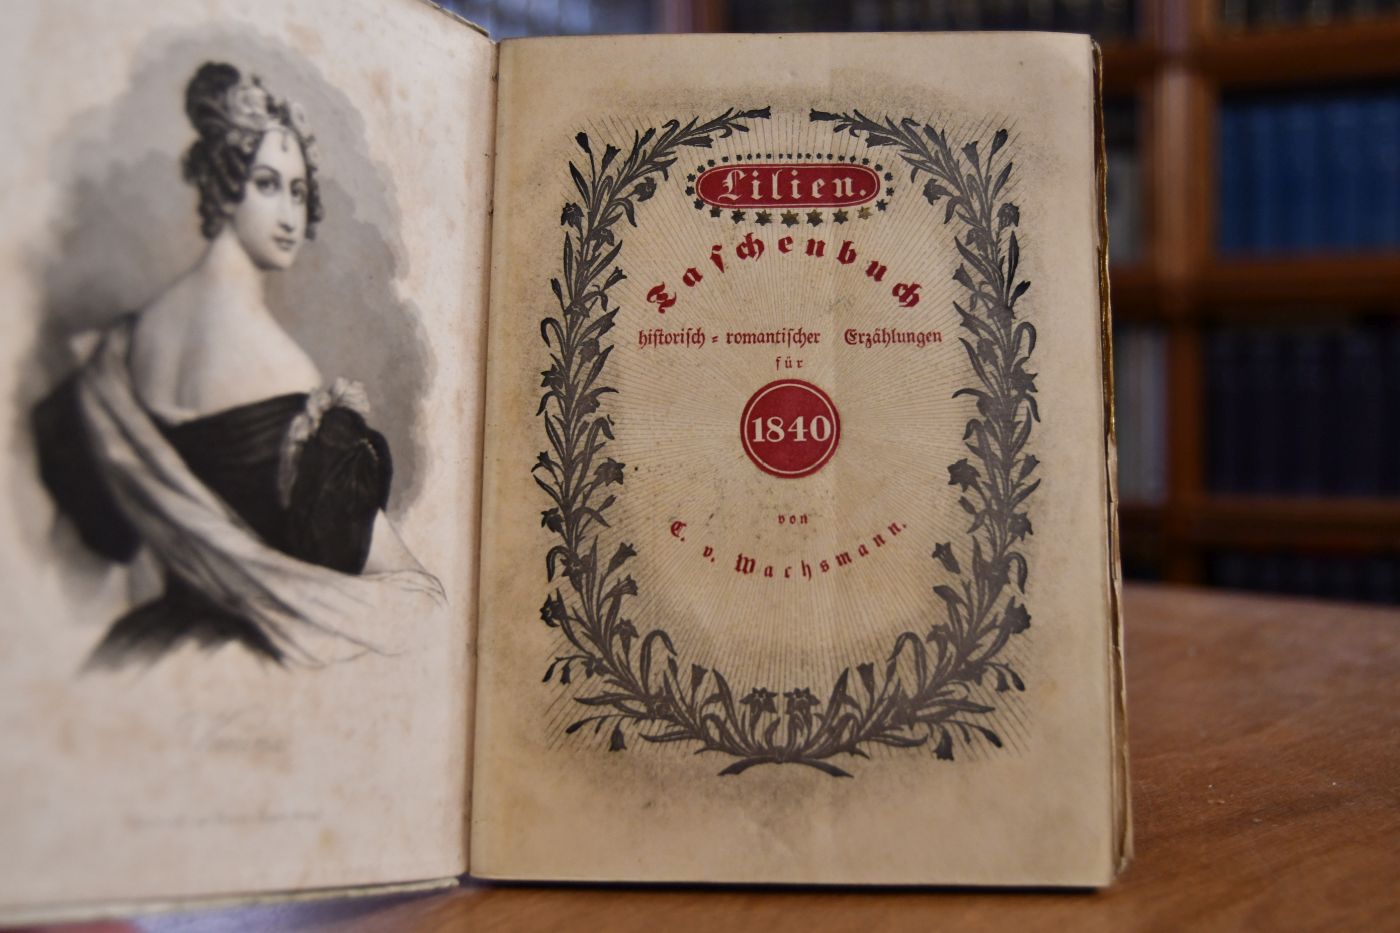 Lilien.
Taschenbuch
historisch = romantischer Erzählungen
für
1840
von
C. v. Wachsmann.